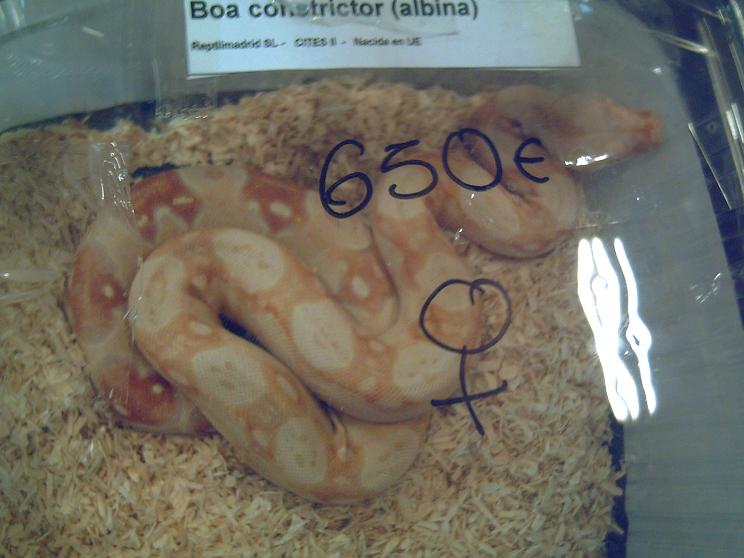 Boa constrictor (albina)
Reptilmadrid SL - CITES II - Nacida en UE
650€
♀